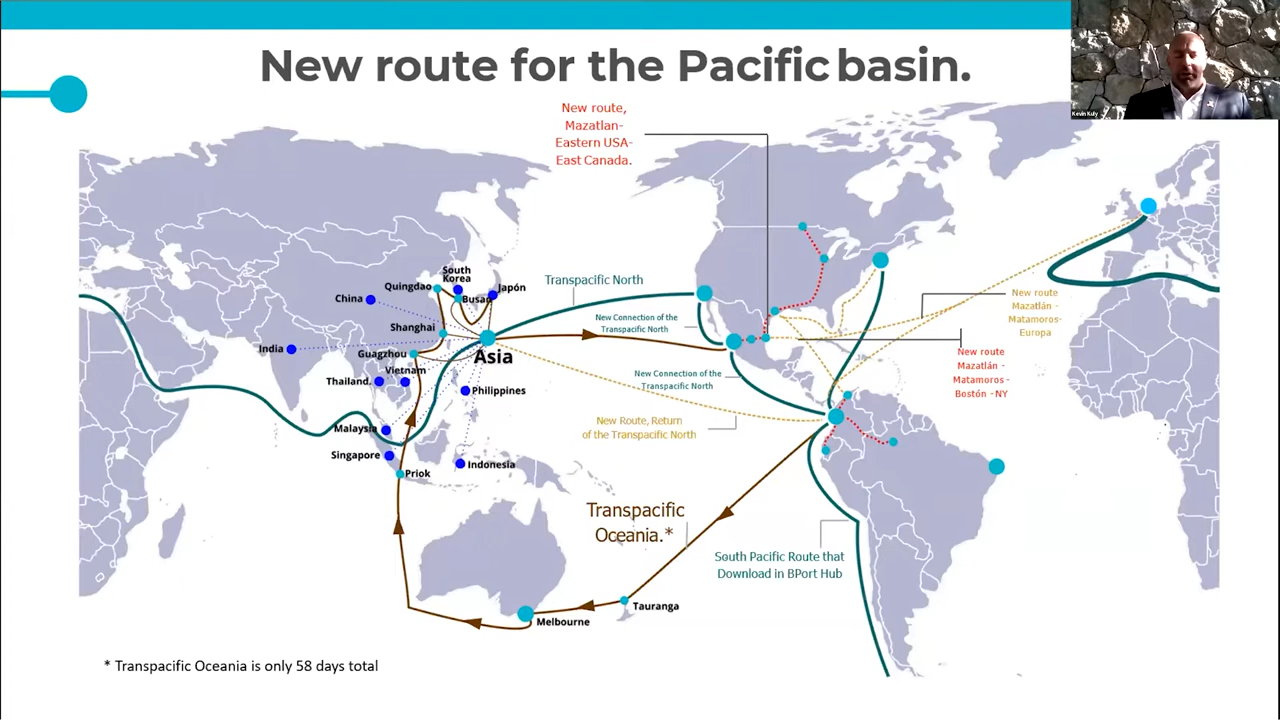 New route for the Pacific basin.
Kevin Kuly
New route,
Mazatlan-
Eastern USA-
East Canada.
South
Korea
Quingdao
Busao
Japón
China
Shanghai
India
Guagzhou
Asia
Vietnam
Thailand.
Philippines
Malaysia
Singapore
Priok
Indonesia
Transpacific North
New Connection of the
Transpacific North
New Connection of the
Transpacific North
New Route, Return
of the Transpacific North
New route
Mazatlán -
Matamoros-
Europa
New route
Mazatlán -
Matamoros -
Bostón - NY
Transpacific
Oceania.*
South Pacific Route that
Download in BPort Hub
Tauranga
Melbourne
* Transpacific Oceania is only 58 days total